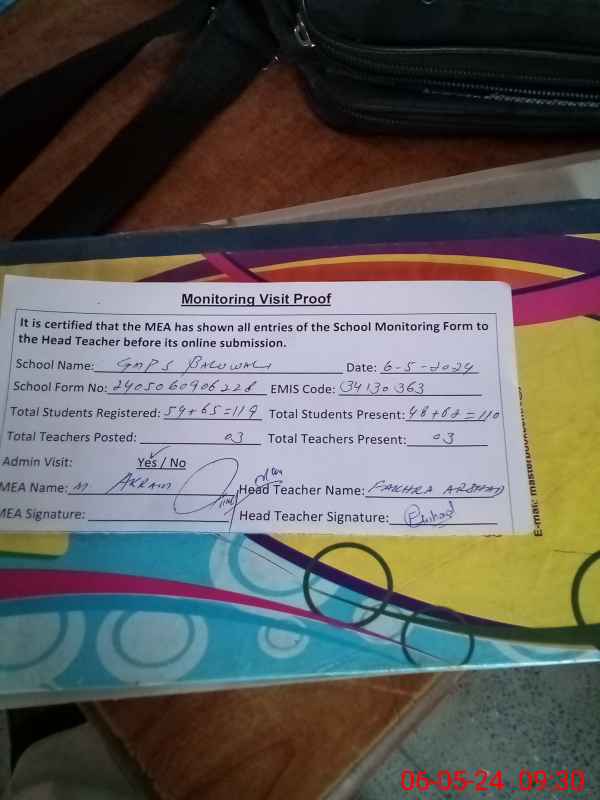 Monitoring Visit Proof
It is certified that the MEA has shown all entries of the School Monitoring Form to
the Head Teacher before its online submission.
School Name: GMPS BALUWALI Date: 6-5-2024
School Form No: 2405060906228 EMIS Code: 34130363
Total Students Registered: 54+65=119 Total Students Present: 48+62=110
Total Teachers Posted: 03 Total Teachers Present: 03
Admin Visit: Yes / No
MEA Name: M. AKRAM Head Teacher Name: FAKHRA ARSHAD
MEA Signature: Head Teacher Signature:
06-05-24 09:30